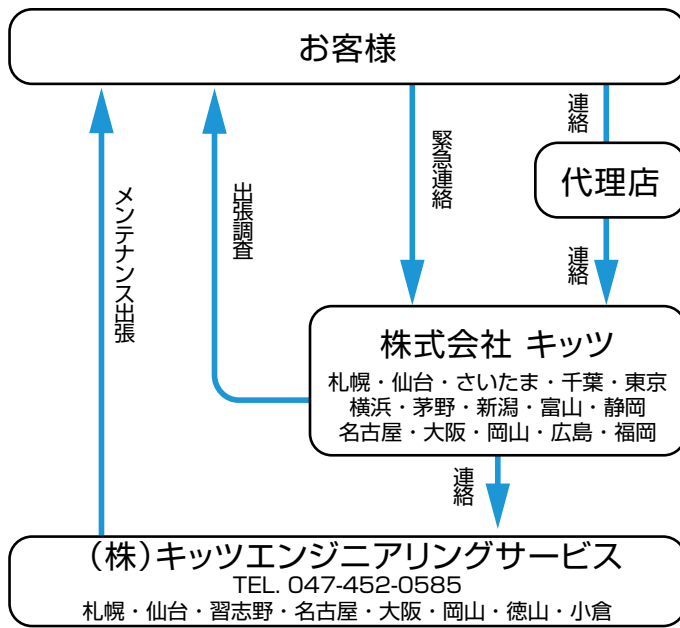 お客様
連絡
緊急連絡
代理店
出張調査
メンテナンス出張
連絡
株式会社 キッツ
札幌・仙台・さいたま・千葉・東京
横浜・茅野・新潟・富山・静岡
名古屋・大阪・岡山・広島・福岡
連絡
（株）キッツエンジニアリングサービス
TEL. 047-452-0585
札幌・仙台・習志野・名古屋・大阪・岡山・徳山・小倉